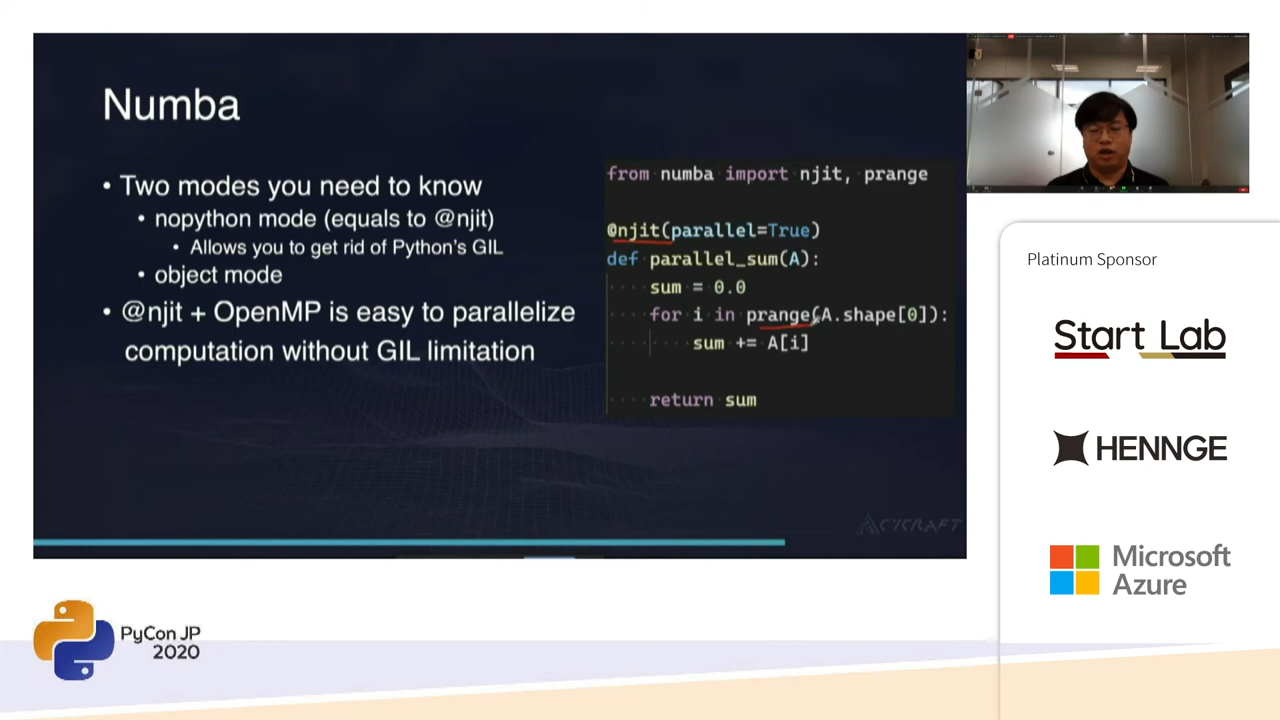 Numba
• Two modes you need to know
• nopython mode (equals to @njit)
• Allows you to get rid of Python's GIL
• object mode
• @njit + OpenMP is easy to parallelize
computation without GIL limitation
from numba import njit, prange
@njit(parallel=True)
def parallel_sum(A):
sum = 0.0
for i in prange(A.shape[0]):
sum += A[i]
return sum
CYCRAFT
Platinum Sponsor
Start Lab
HENNGE
Microsoft
Azure
PyCon JP
2020